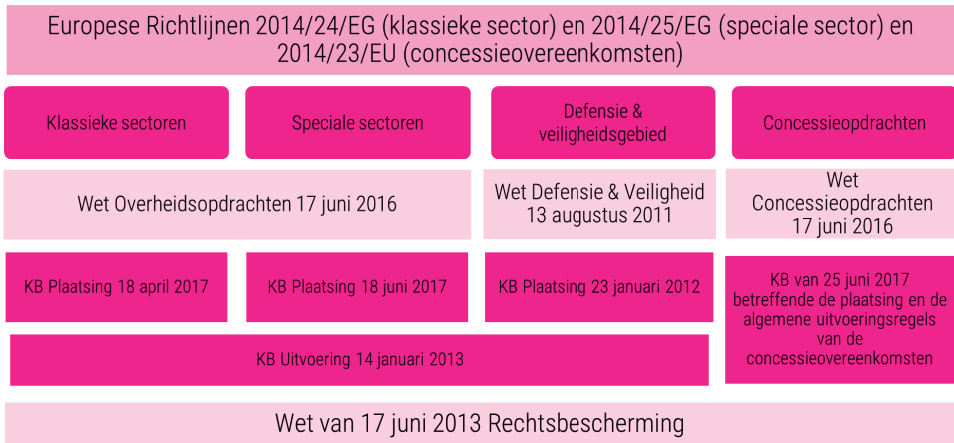 Europese Richtlijnen 2014/24/EG (klassieke sector) en 2014/25/EG (speciale sector) en
2014/23/EU (concessieovereenkomsten)
Klassieke sectoren
Speciale sectoren
Defensie &
veiligheidsgebied
Concessieopdrachten
Wet Overheidsopdrachten 17 juni 2016
Wet Defensie & Veiligheid
13 augustus 2011
Wet
Concessieopdrachten
17 juni 2016
KB Plaatsing 18 april 2017
KB Plaatsing 18 juni 2017
KB Plaatsing 23 januari 2012
KB van 25 juni 2017
betreffende de plaatsing en de
algemene uitvoeringsregels
van de
concessieovereenkomsten
KB Uitvoering 14 januari 2013
Wet van 17 juni 2013 Rechtsbescherming